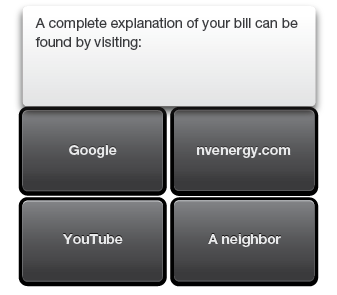 A complete explanation of your bill can be
found by visiting:
Google
nvenergy.com
YouTube
A neighbor